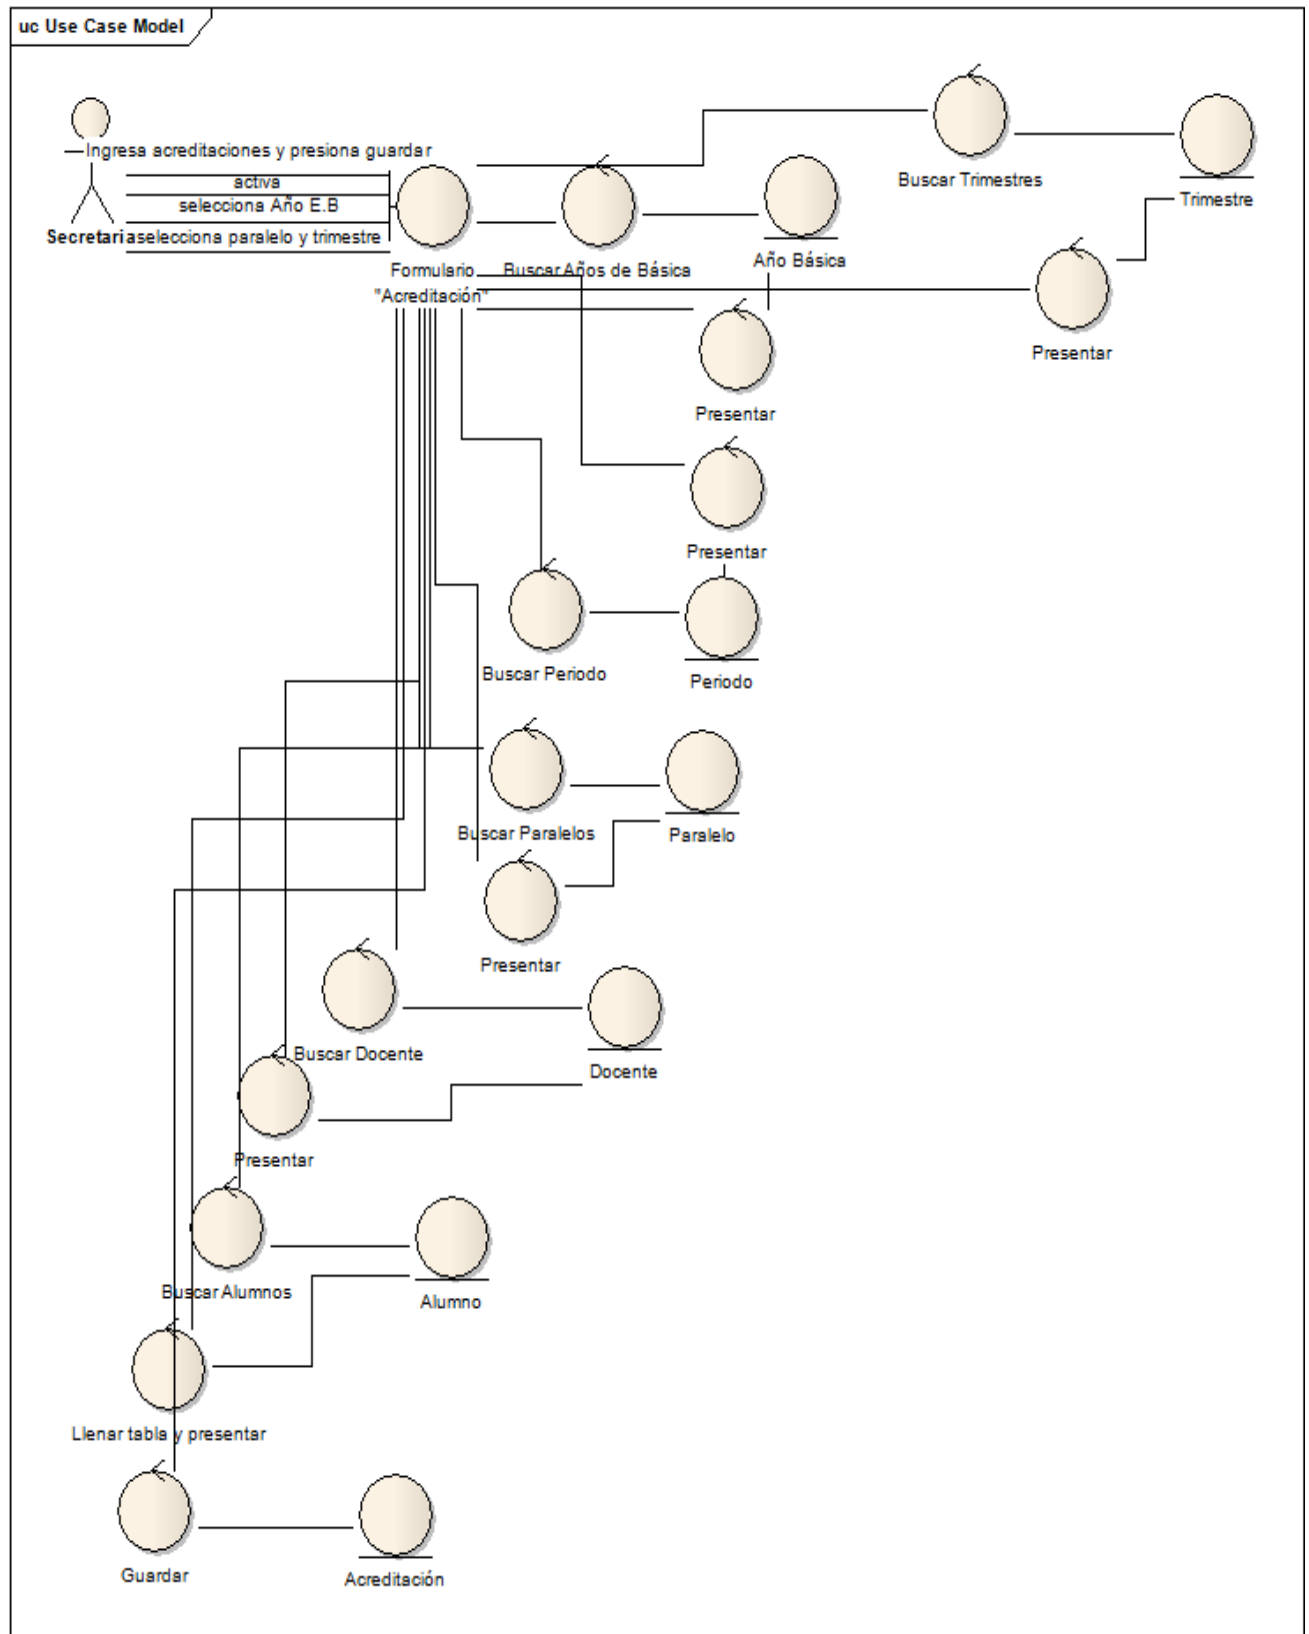 uc Use Case Model
Ingresa acreditaciones y presiona guardar
activa
selecciona Año E.B
Secretaria
selecciona paralelo y trimestre
Formulario
"Acreditación"
Buscar Años de Básica
Año Básica
Buscar Trimestres
Trimestre
Presentar
Presentar
Presentar
Buscar Periodo
Periodo
Buscar Paralelos
Paralelo
Presentar
Buscar Docente
Docente
Presentar
Buscar Alumnos
Alumno
Llenar tabla y presentar
Guardar
Acreditación